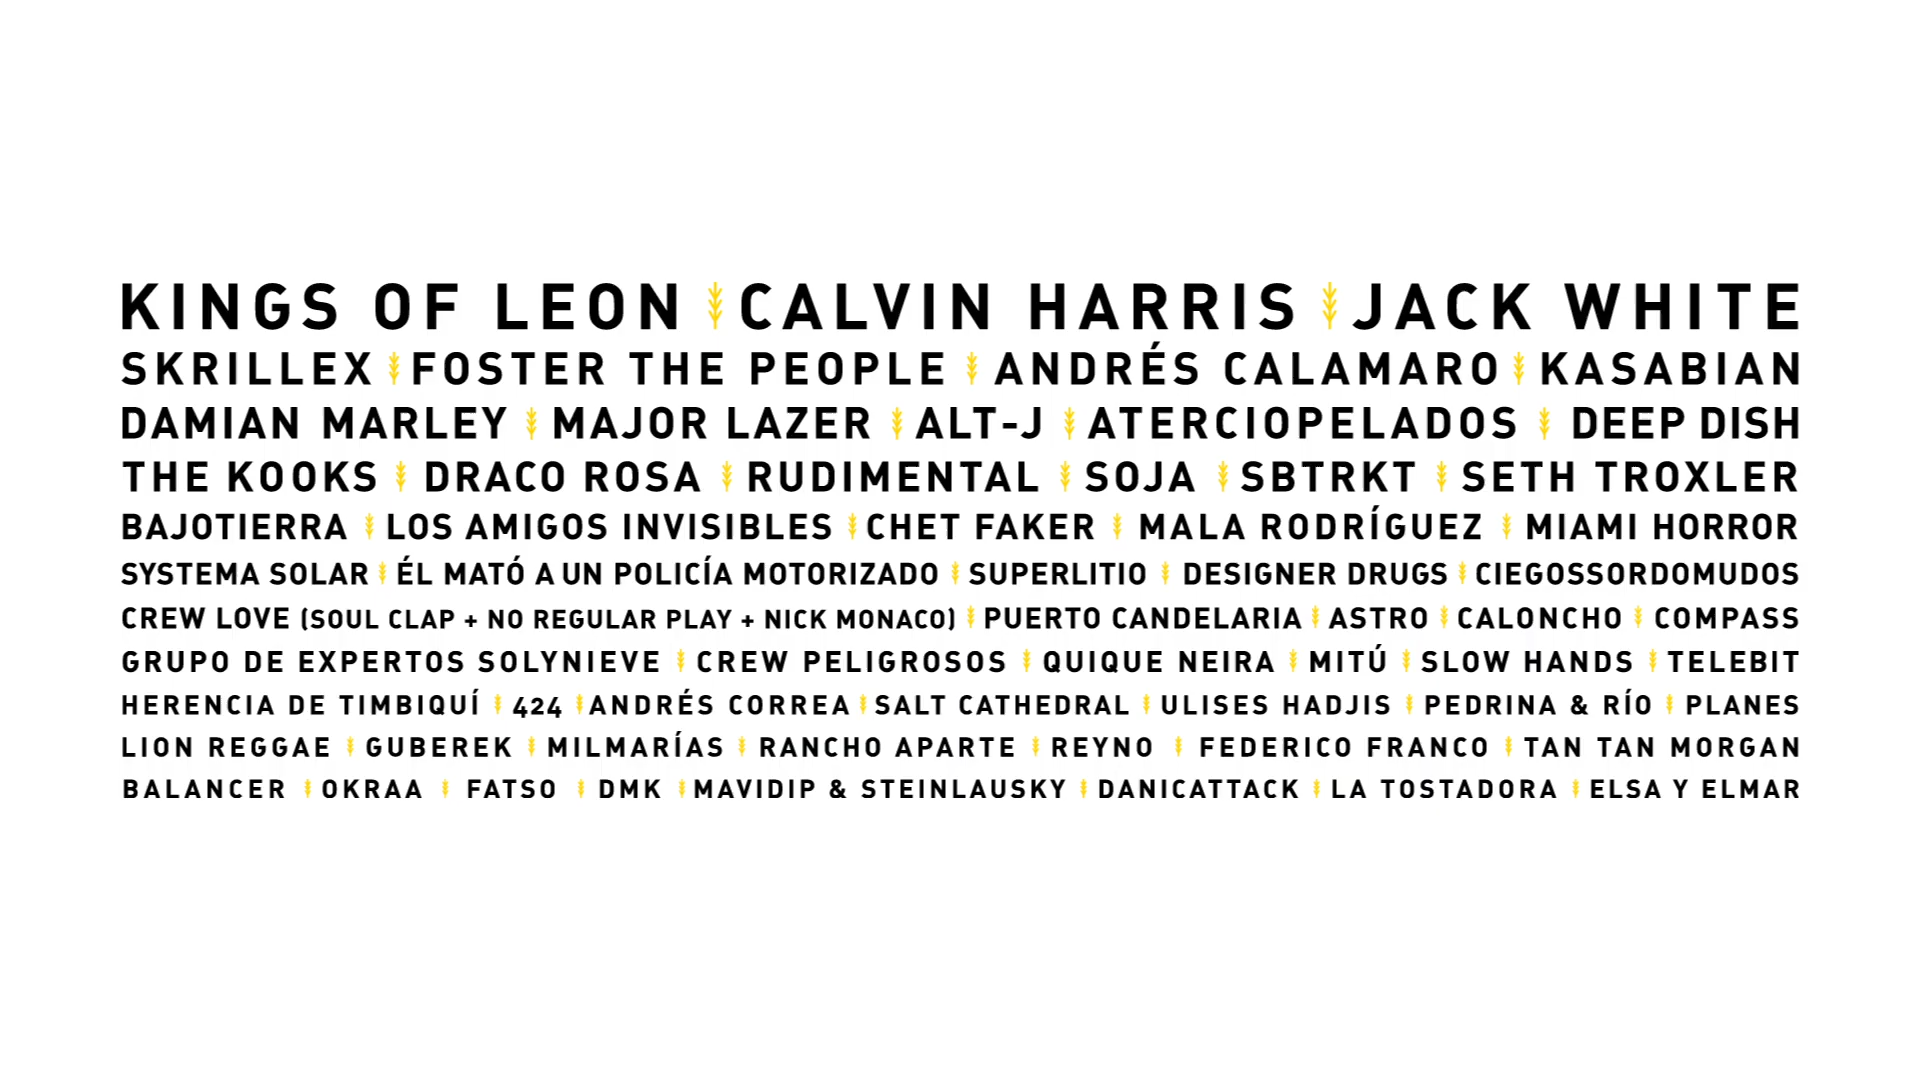 KINGS OF LEON CALVIN HARRIS JACK WHITE
SKRILLEX FOSTER THE PEOPLE ANDRÉS CALAMARO KASABIAN
DAMIAN MARLEY MAJOR LAZER ALT-J ATERCIOPELADOS DEEP DISH
THE KOOKS DRACO ROSA RUDIMENTAL SOJA SBTRKT SETH TROXLER
BAJOTIERRA LOS AMIGOS INVISIBLES CHET FAKER MALA RODRÍGUEZ MIAMI HORROR
SYSTEMA SOLAR ÉL MATÓ A UN POLICÍA MOTORIZADO SUPERLITIO DESIGNER DRUGS CIEGOSSORDOMUDOS
CREW LOVE (SOUL CLAP + NO REGULAR PLAY + NICK MONACO) PUERTO CANDELARIA ASTRO CALONCHO COMPASS
GRUPO DE EXPERTOS SOLYNIEVE CREW PELIGROSOS QUIQUE NEIRA MITÚ SLOW HANDS TELEBIT
HERENCIA DE TIMBIQUÍ 424 ANDRÉS CORREA SALT CATHEDRAL ULISES HADJIS PEDRINA & RÍO PLANES
LION REGGAE GUBEREK MILMARÍAS RANCHO APARTE REYNO FEDERICO FRANCO TAN TAN MORGAN
BALANCER OKRAA FATSO DMK MAVIDIP & STEINLAUSKY DANICATTACK LA TOSTADORA ELSA Y ELMAR